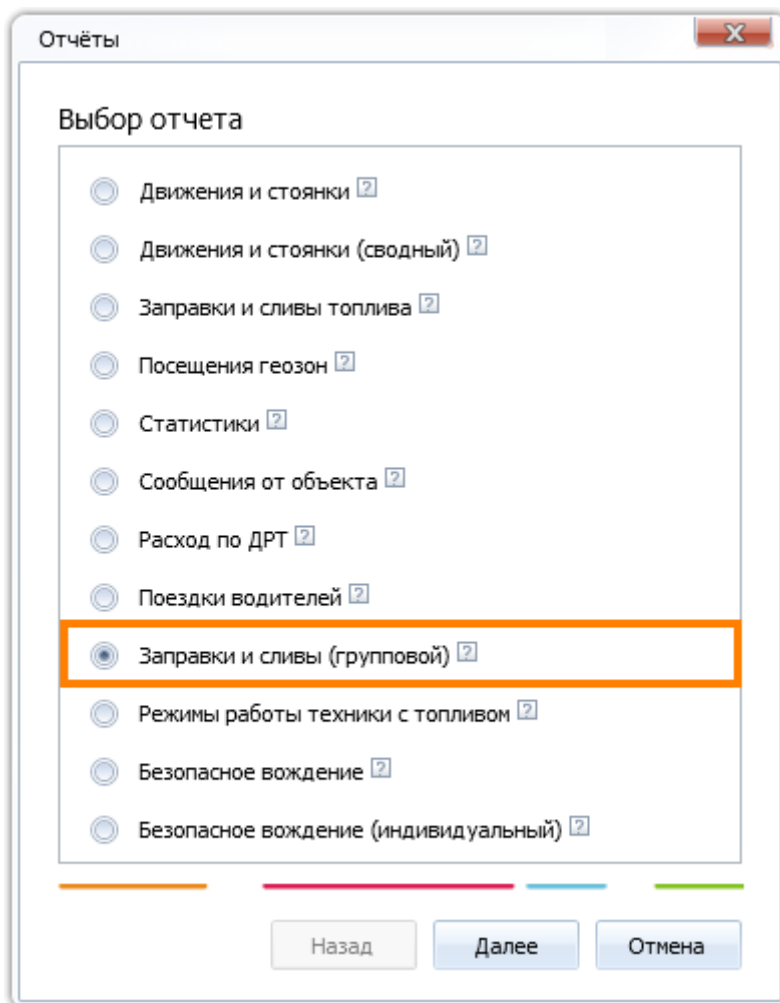 Отчёты
Выбор отчета
Движения и стоянки ?
Движения и стоянки (сводный) ?
Заправки и сливы топлива ?
Посещения геозон ?
Статистики ?
Сообщения от объекта ?
Расход по ДРТ ?
Поездки водителей ?
Заправки и сливы (групповой) ?
Режимы работы техники с топливом ?
Безопасное вождение ?
Безопасное вождение (индивидуальный) ?
Назад Далее Отмена